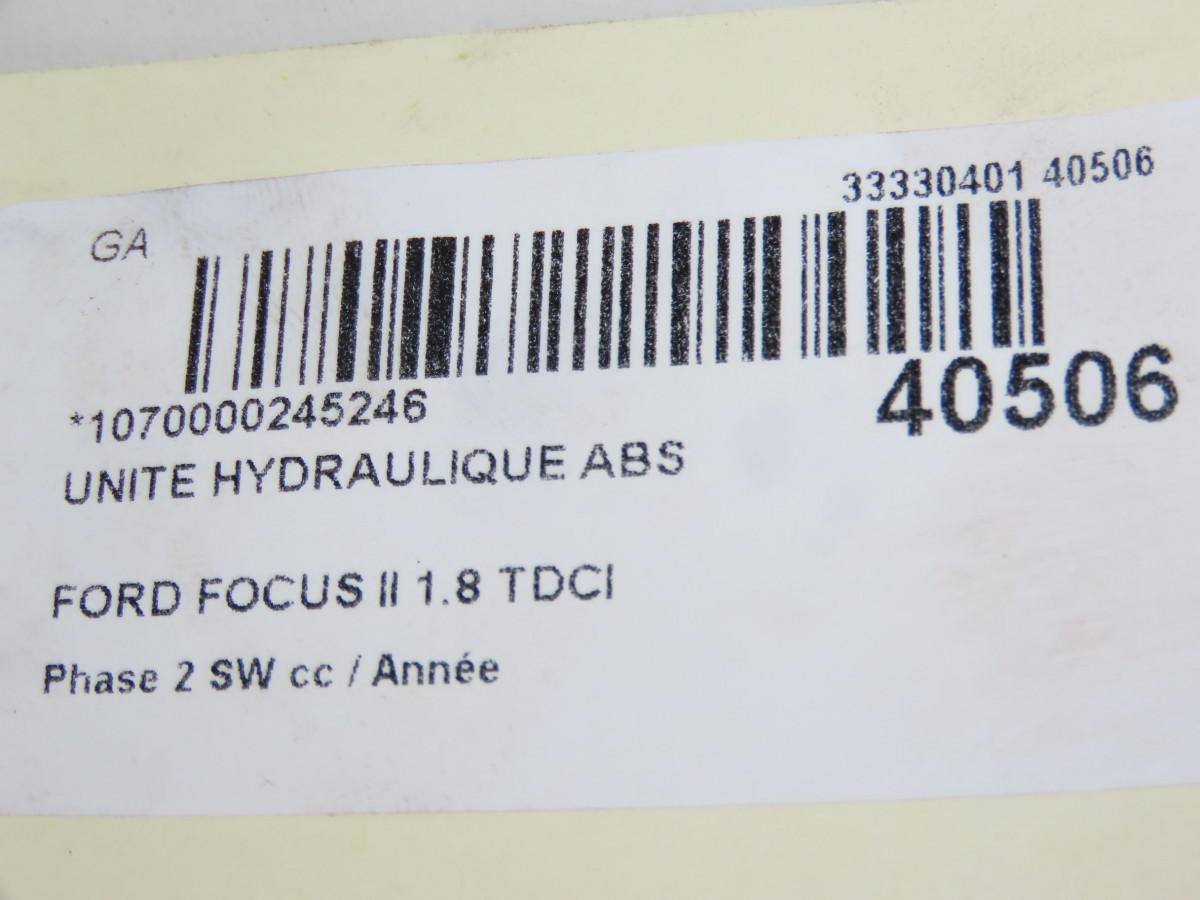 33330401 40506
GA
*1070000245246
40506
UNITE HYDRAULIQUE ABS
FORD FOCUS II 1.8 TDCI
Phase 2 SW cc / Année